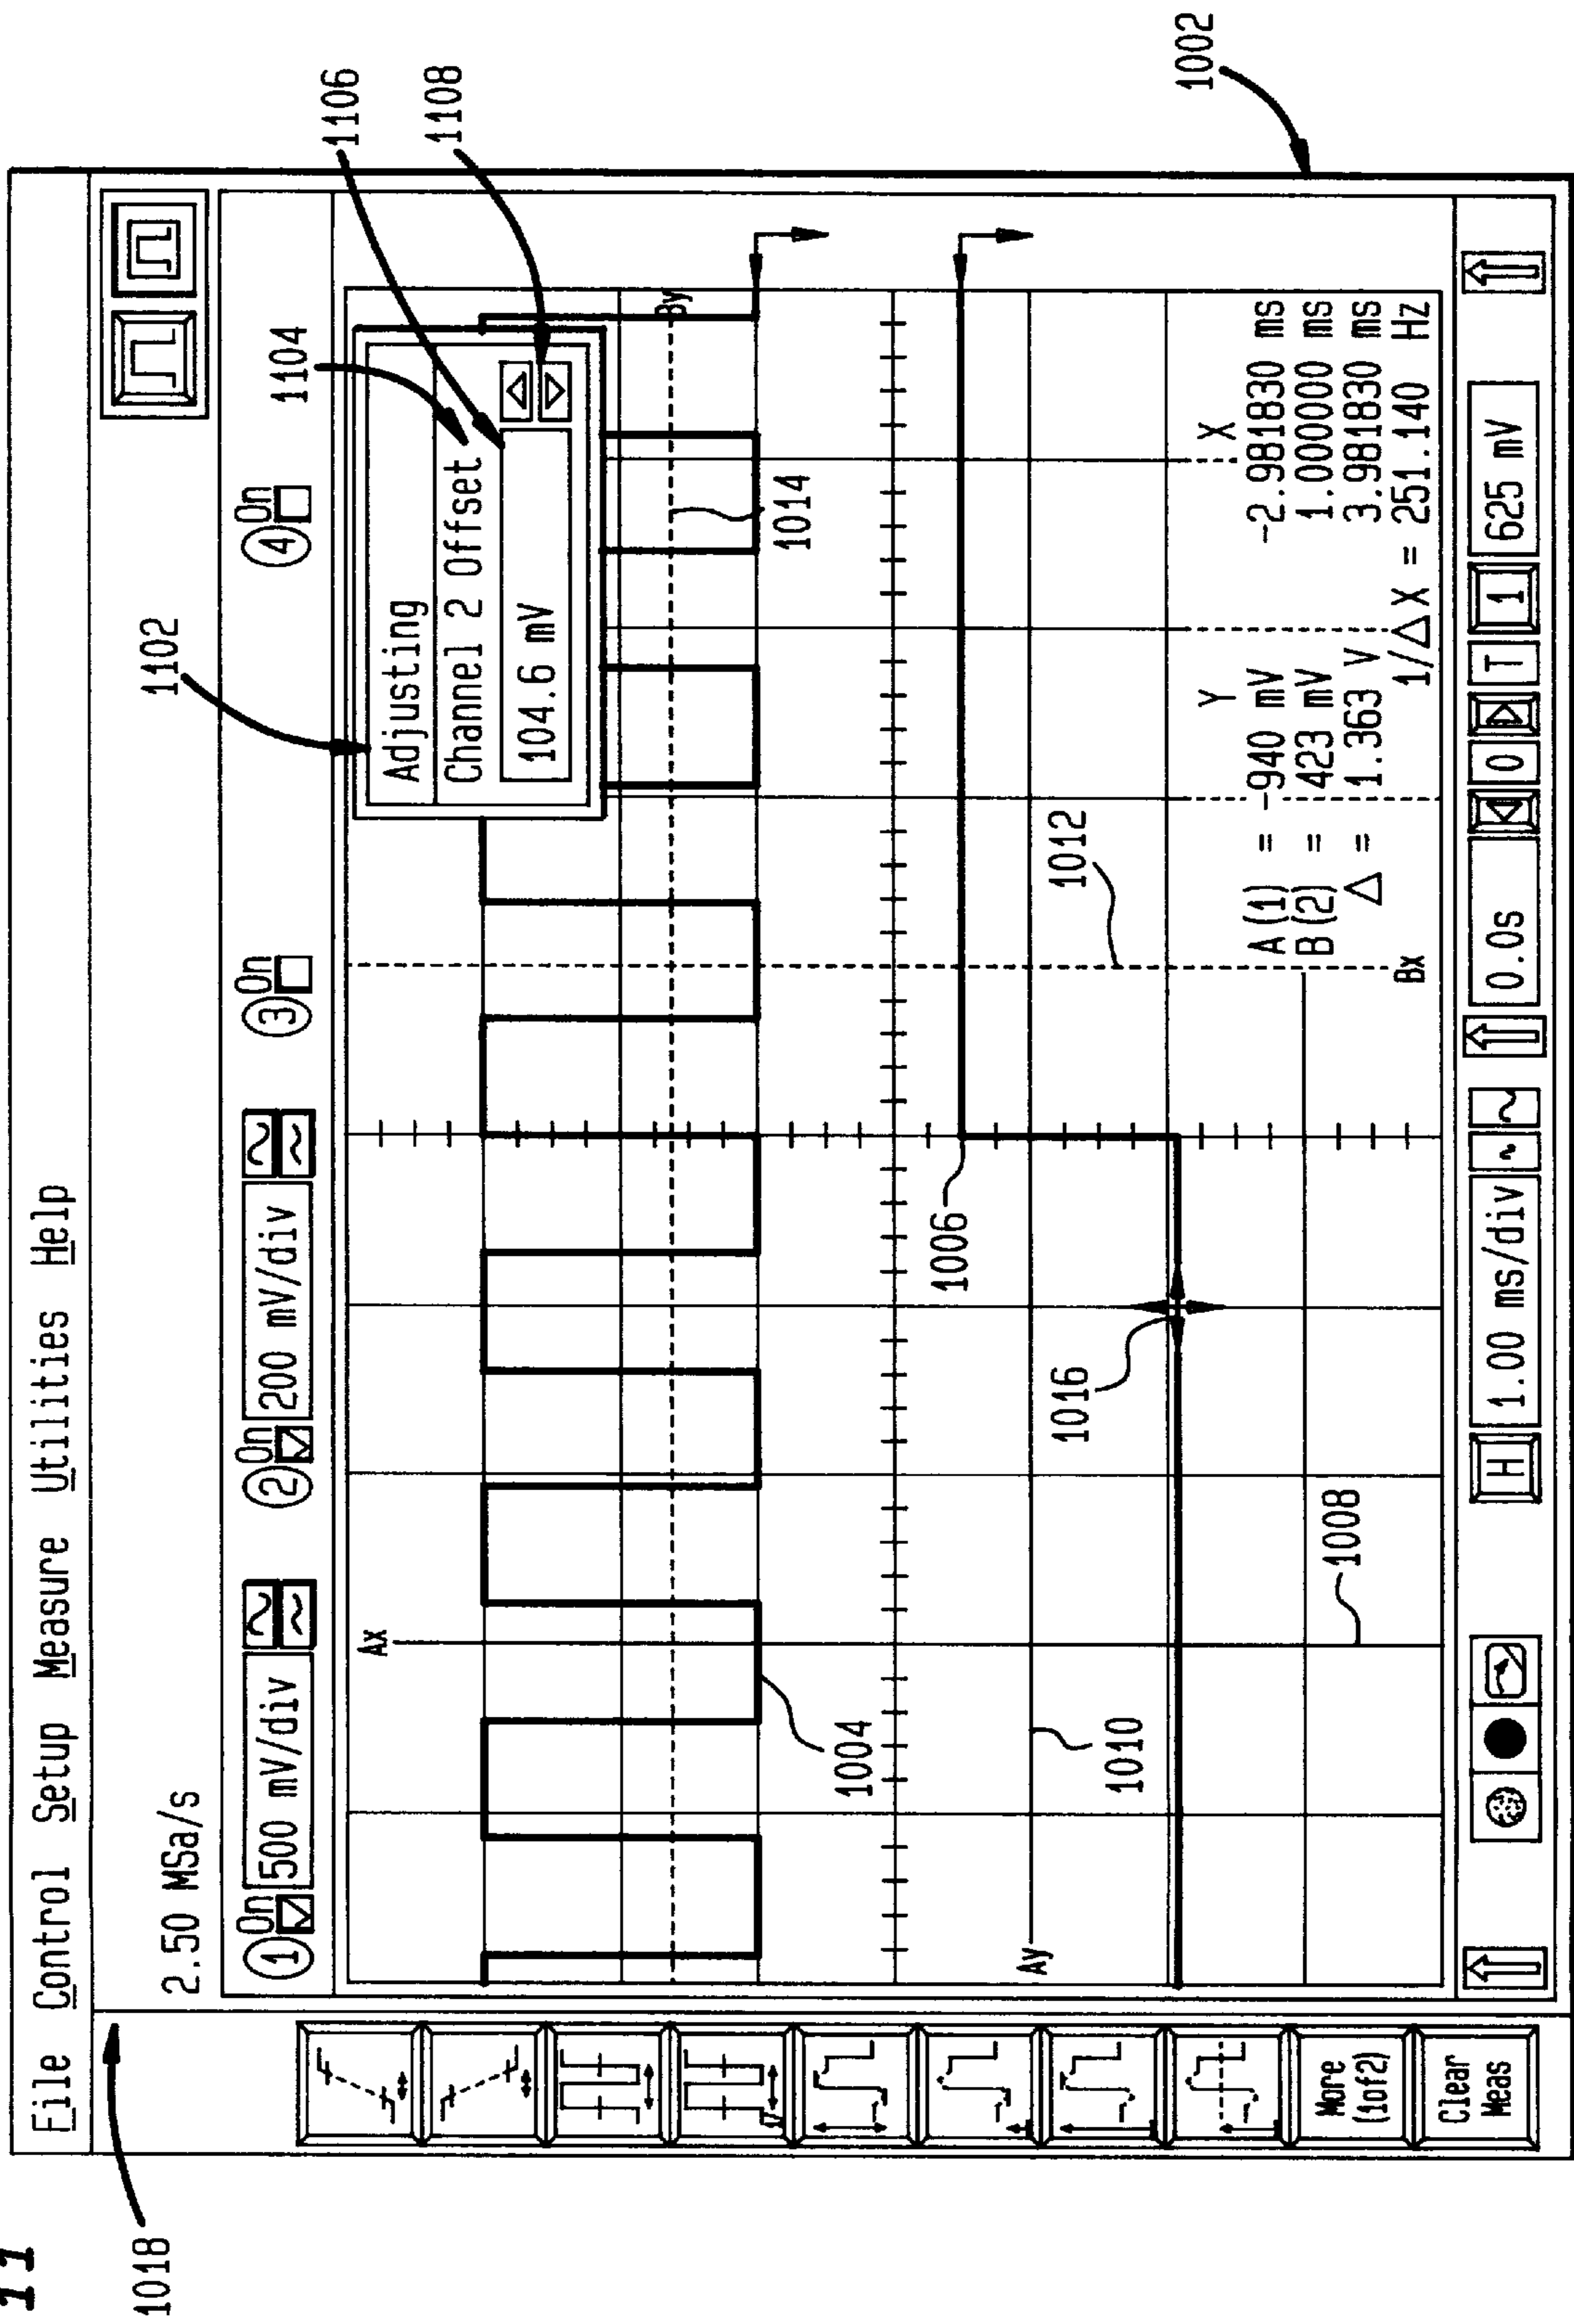 11
1018
File Control Setup Measure Utilities Help
2.50 MSa/s
1 On 500 mV/div
2 On 200 mV/div
3 On
4 On
1102
1104
1106
1108
1002
Adjusting
Channel 2 Offset
104.6 mV
Ax
By
1014
1004
1006
1012
1010
1016
Ay
1008
Bx
Y X
A(1) = -940 mV -2.981830 ms
B(2) = 423 mV 1.000000 ms
△ = 1.363 V 3.981830 ms
1/△X = 251.140 Hz
More
(1of2)
Clear
Meas
H 1.00 ms/div
0.0s 0 T 1 625 mV